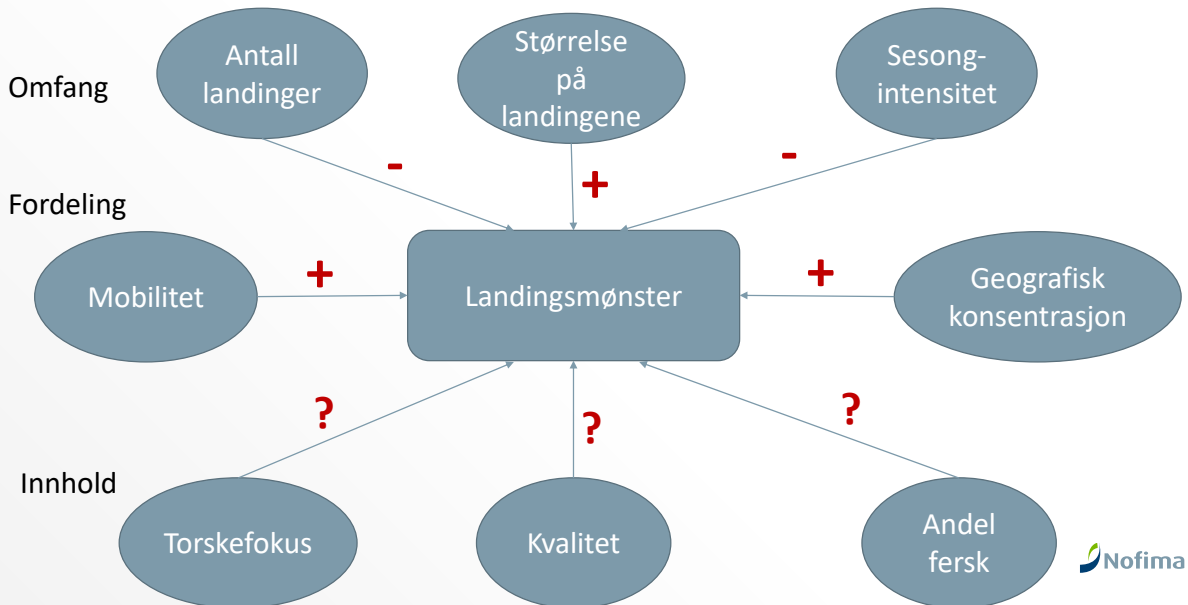 Omfang
Antall
landinger
Størrelse
på
landingene
Sesong-
intensitet
-
+
-
Fordeling
Mobilitet
+
Landingsmønster
+
Geografisk
konsentrasjon
?
?
?
Innhold
Torskefokus
Kvalitet
Andel
fersk
Nofima